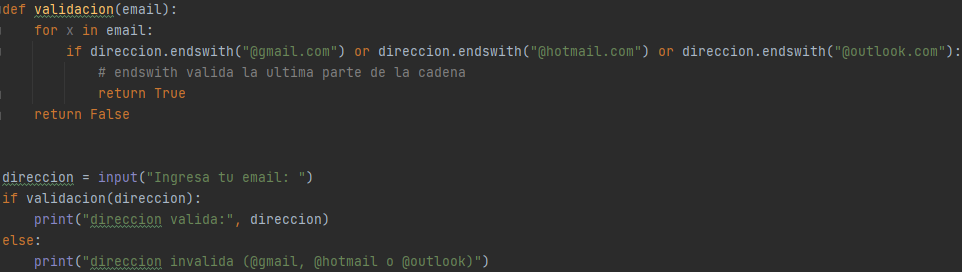 def validacion(email):
    for x in email:
        if direccion.endswith("@gmail.com") or direccion.endswith("@hotmail.com") or direccion.endswith("@outlook.com"):
            # endswith valida la ultima parte de la cadena
            return True
    return False
direccion = input("Ingresa tu email: ")
if validacion(direccion):
    print("direccion valida:", direccion)
else:
    print("direccion invalida (@gmail, @hotmail o @outlook)")